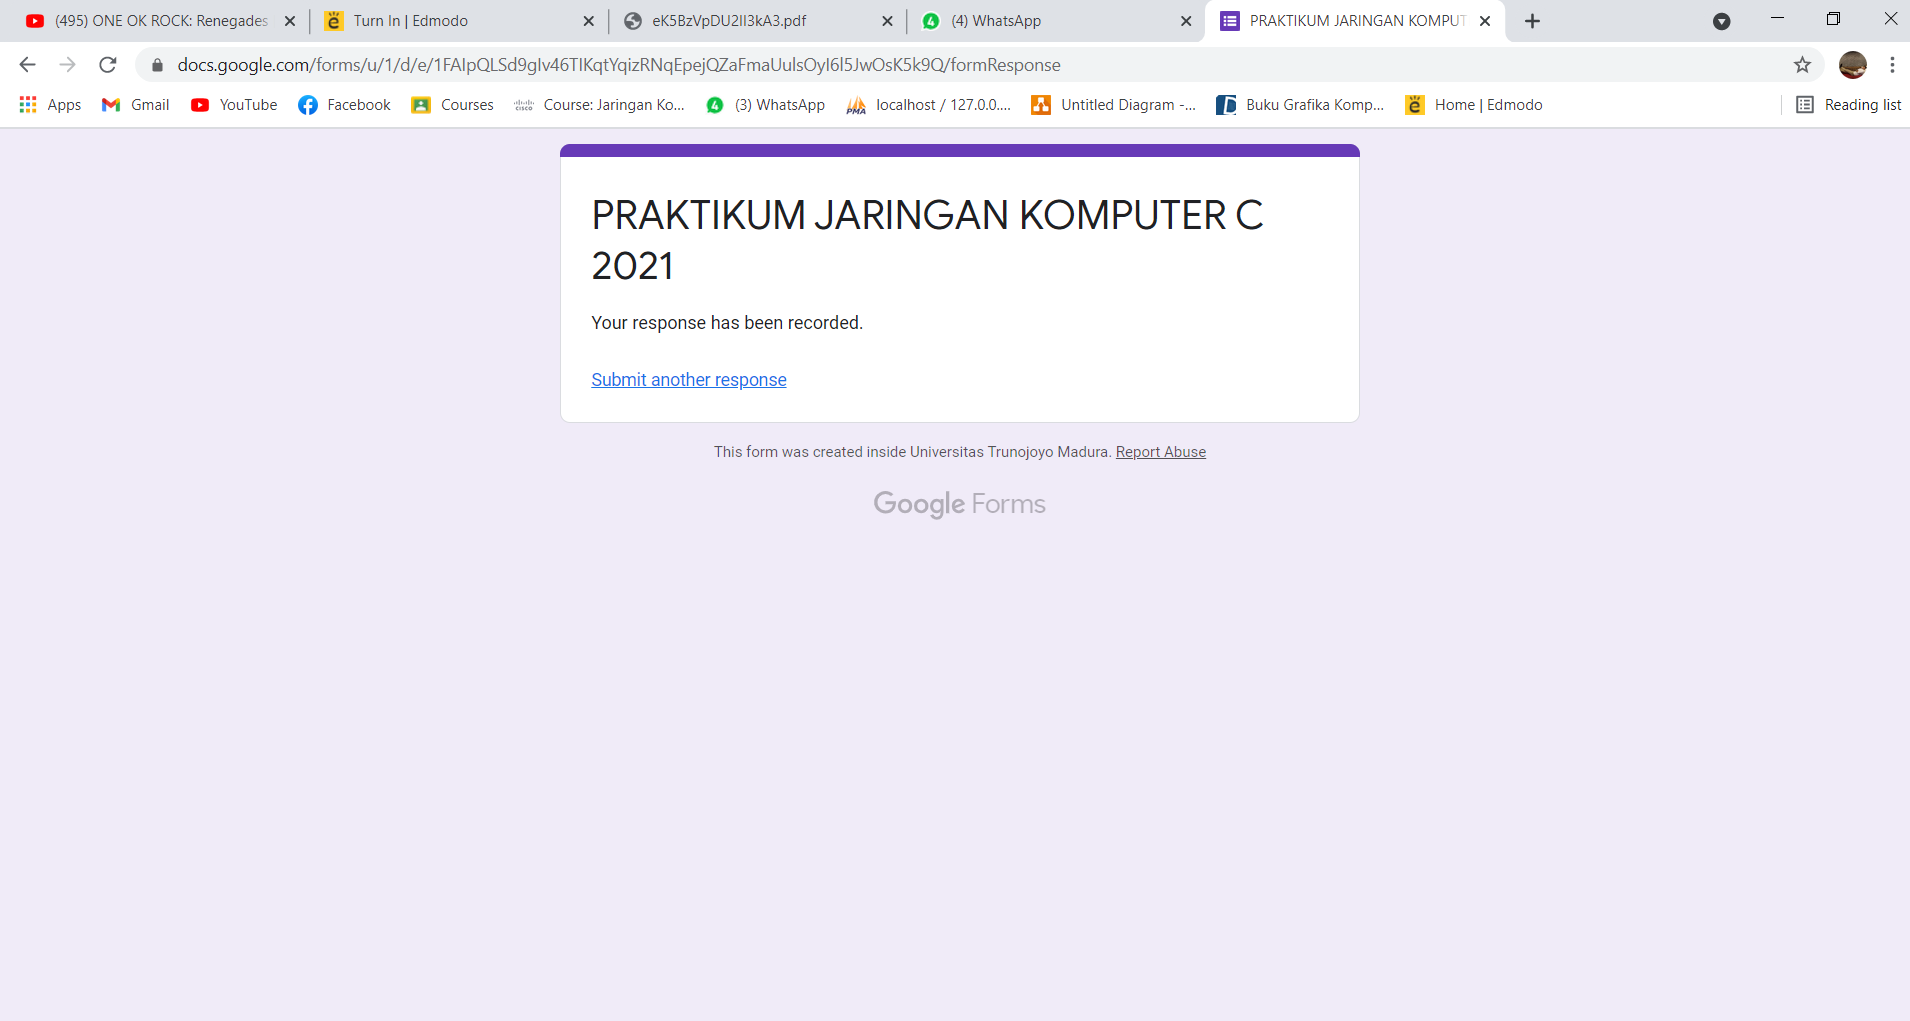 (495) ONE OK ROCK: Renegades
Turn In | Edmodo
eK5BzVpDU2II3kA3.pdf
(4) WhatsApp
PRAKTIKUM JARINGAN KOMPUT
docs.google.com/forms/u/1/d/e/1FAIpQLSd9gIv46TIKqtYqizRNqEpejQZaFmaUulsOyI6I5JwOsK5k9Q/formResponse
Apps
Gmail
YouTube
Facebook
Courses
Course: Jaringan Ko...
(3) WhatsApp
localhost / 127.0.0....
Untitled Diagram -...
Buku Grafika Komp...
Home | Edmodo
Reading list
PRAKTIKUM JARINGAN KOMPUTER C
2021
Your response has been recorded.
Submit another response
This form was created inside Universitas Trunojoyo Madura. Report Abuse
Google Forms